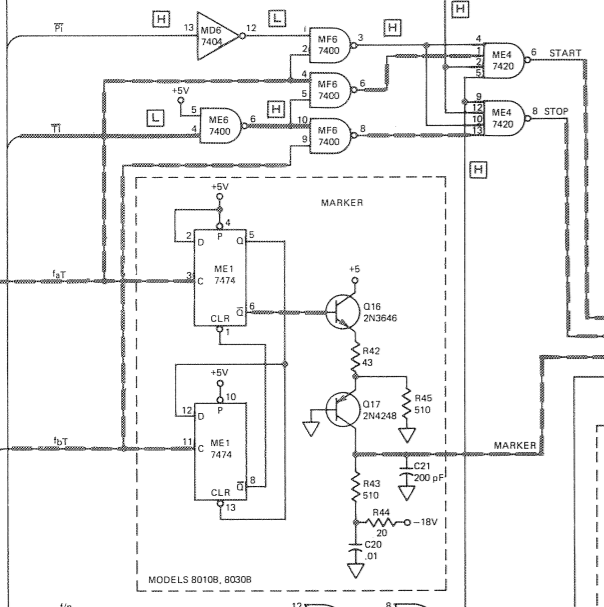 H
H
P̅i̅
13
MD6
7404
12
L
1
MF6
7400
3
H
2
4
1
2
5
ME4
7420
6
START
4
MF6
7400
6
5
+5V
5
L
ME6
7400
6
H
4
T̅i̅
10
MF6
7400
8
9
9
12
10
13
ME4
7420
8
STOP
H
MARKER
+5V
4
P
2
D
Q
5
faT
3
C
ME1
7474
Q̅
6
CLR
1
+5
Q16
2N3646
R42
43
+5V
10
P
12
D
Q17
2N4248
R45
510
fbT
11
C
ME1
7474
Q̅
8
CLR
13
MARKER
C21
200 pF
R43
510
R44
20
−18V
C20
.01
MODELS 8010B, 8030B
12
8